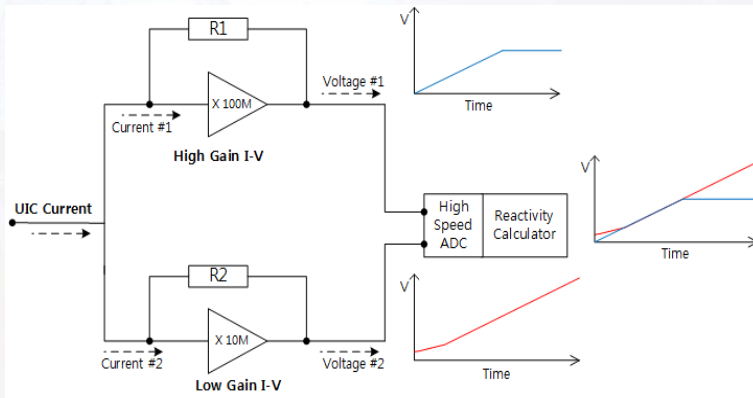 R1
V
X 100M
Voltage #1
Time
Current #1
High Gain I-V
V
UIC Current
High
Speed
ADC
Reactivity
Calculator
Time
R2
V
X 10M
Current #2
Voltage #2
Time
Low Gain I-V